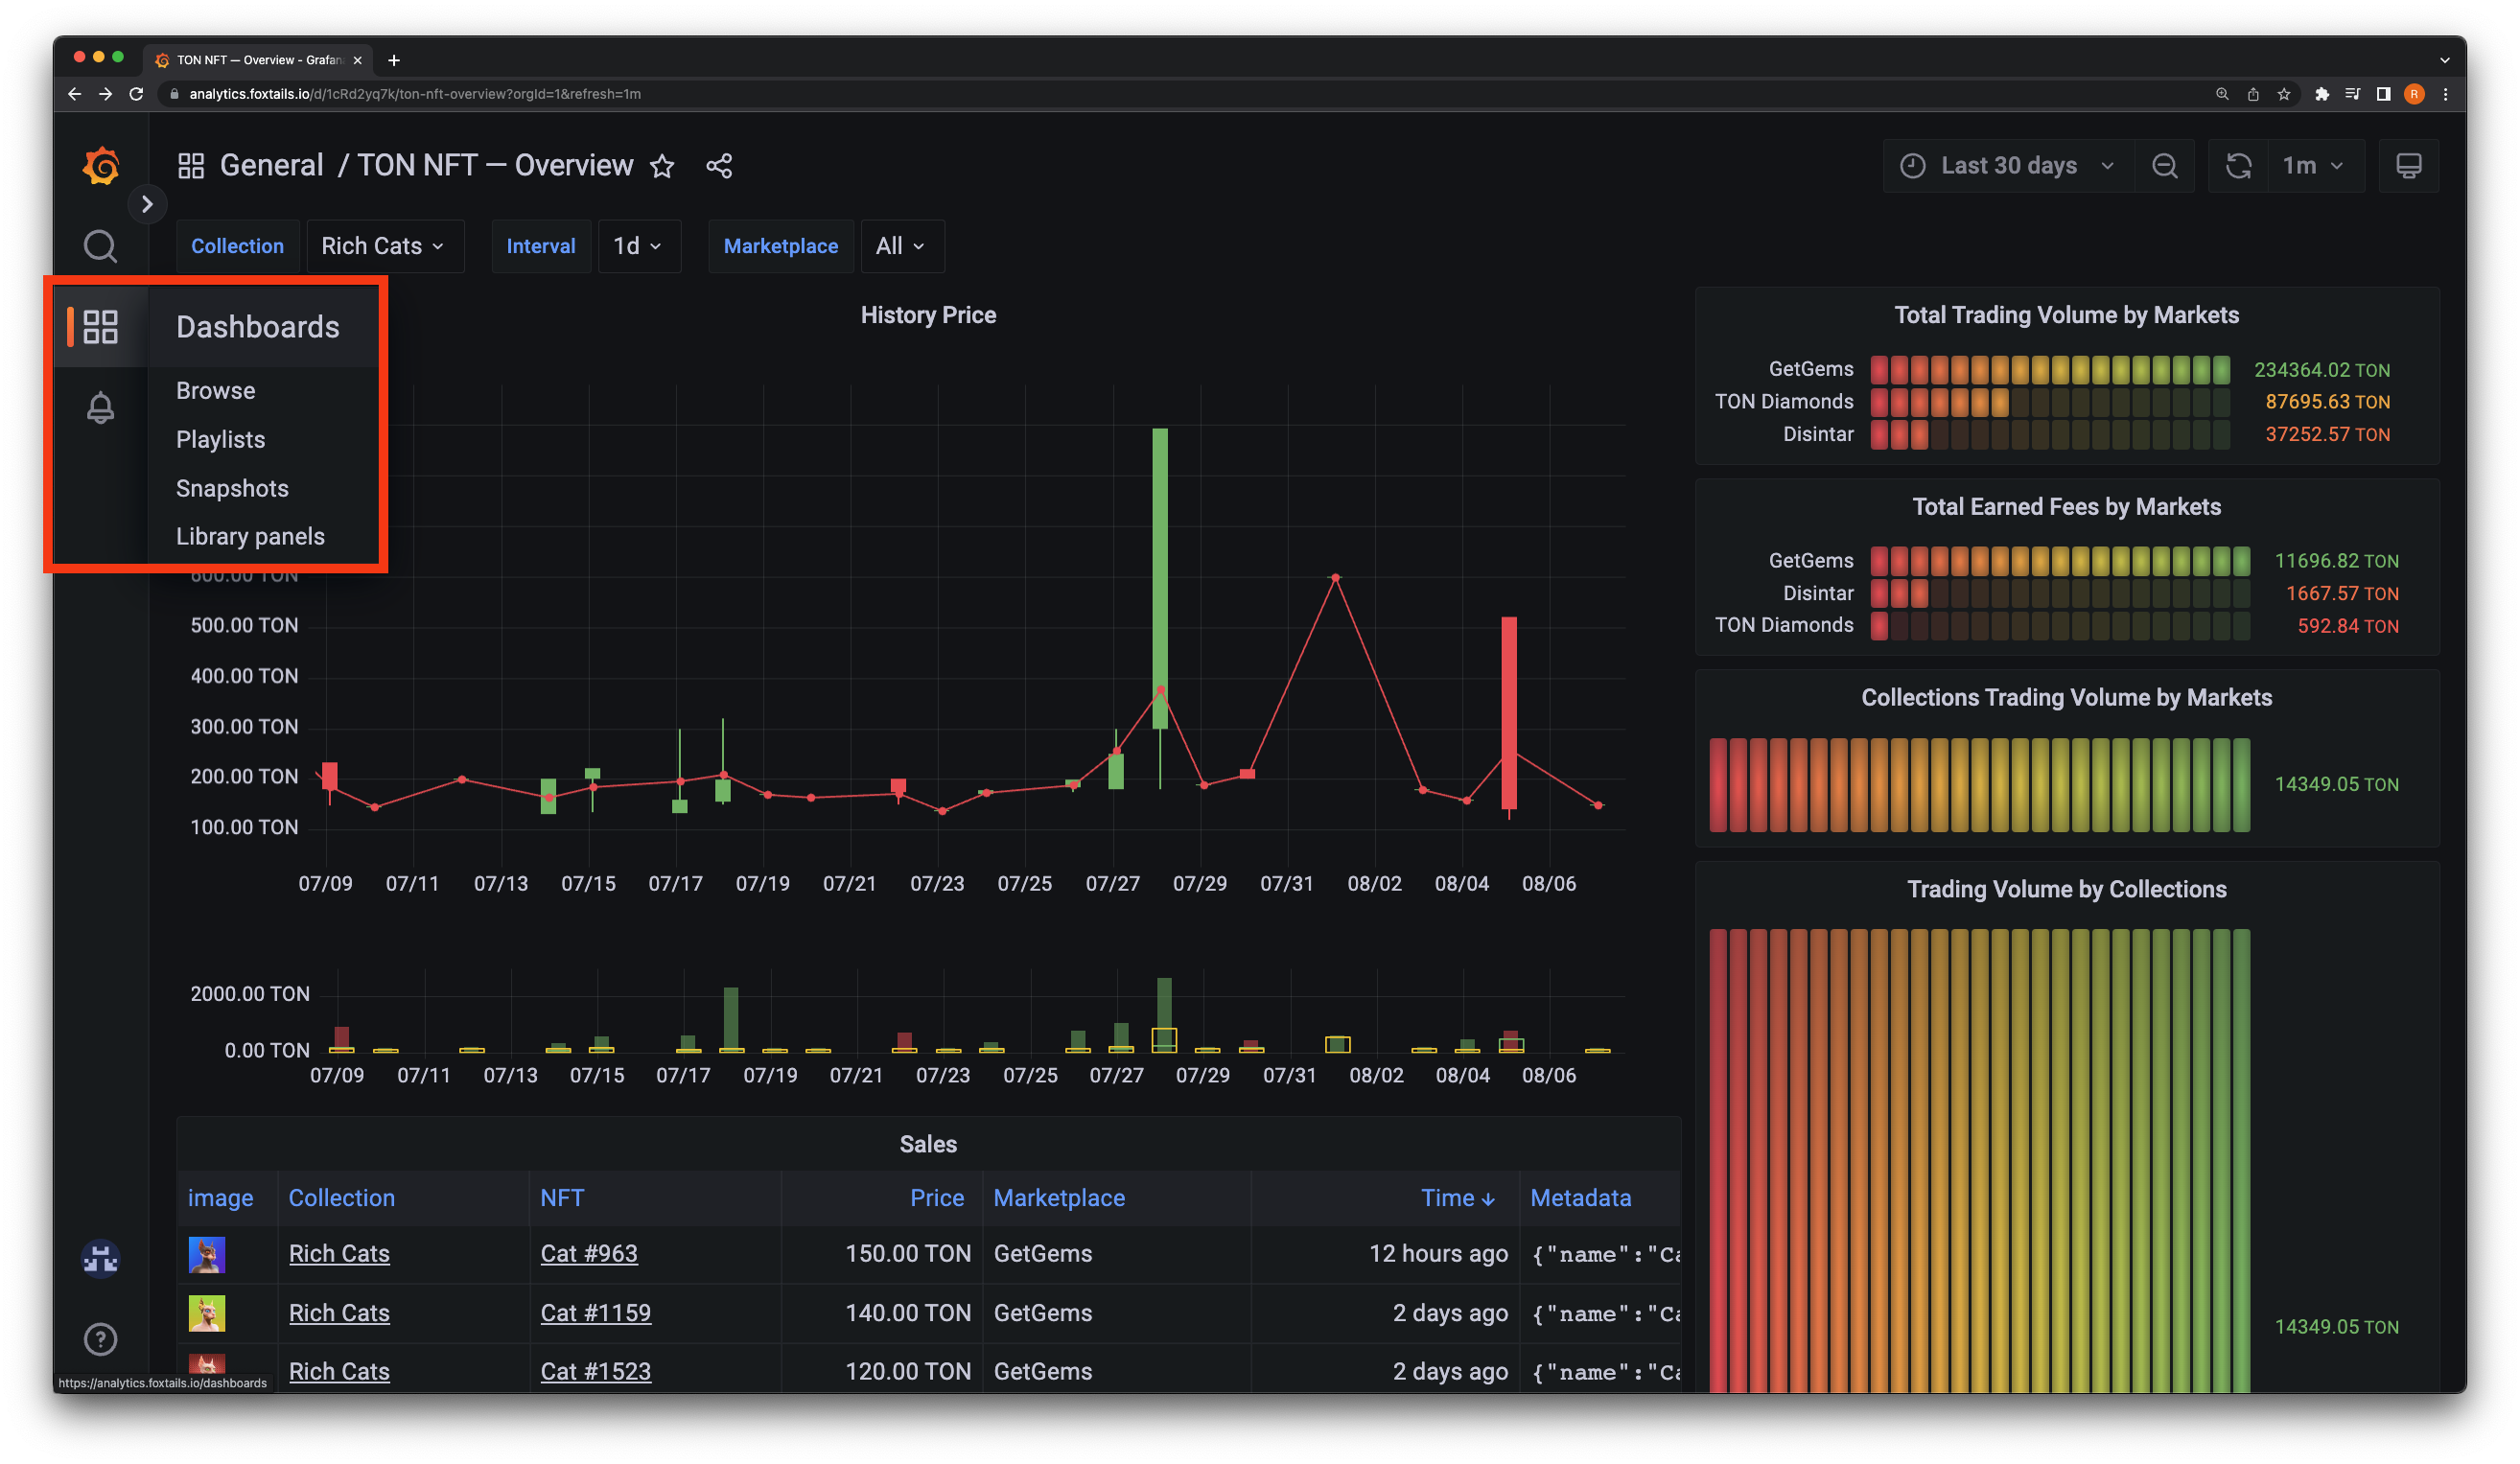 TON NFT — Overview - Grafan
analytics.foxtails.io/d/1cRd2yq7k/ton-nft-overview?orgId=1&refresh=1m
R
General / TON NFT — Overview
Last 30 days
1m
Collection
Rich Cats
Interval
1d
Marketplace
All
Dashboards
Browse
Playlists
Snapshots
Library panels
History Price
600.00 TON
500.00 TON
400.00 TON
300.00 TON
200.00 TON
100.00 TON
07/09 07/11 07/13 07/15 07/17 07/19 07/21 07/23 07/25 07/27 07/29 07/31 08/02 08/04 08/06
2000.00 TON
0.00 TON
07/09 07/11 07/13 07/15 07/17 07/19 07/21 07/23 07/25 07/27 07/29 07/31 08/02 08/04 08/06
Total Trading Volume by Markets
GetGems 234364.02 TON
TON Diamonds 87695.63 TON
Disintar 37252.57 TON
Total Earned Fees by Markets
GetGems 11696.82 TON
Disintar 1667.57 TON
TON Diamonds 592.84 TON
Collections Trading Volume by Markets
14349.05 TON
Trading Volume by Collections
14349.05 TON
Sales
image Collection NFT Price Marketplace Time Metadata
Rich Cats Cat #963 150.00 TON GetGems 12 hours ago {"name":"Ca
Rich Cats Cat #1159 140.00 TON GetGems 2 days ago {"name":"Ca
Rich Cats Cat #1523 120.00 TON GetGems 2 days ago {"name":"Ca
https://analytics.foxtails.io/dashboards